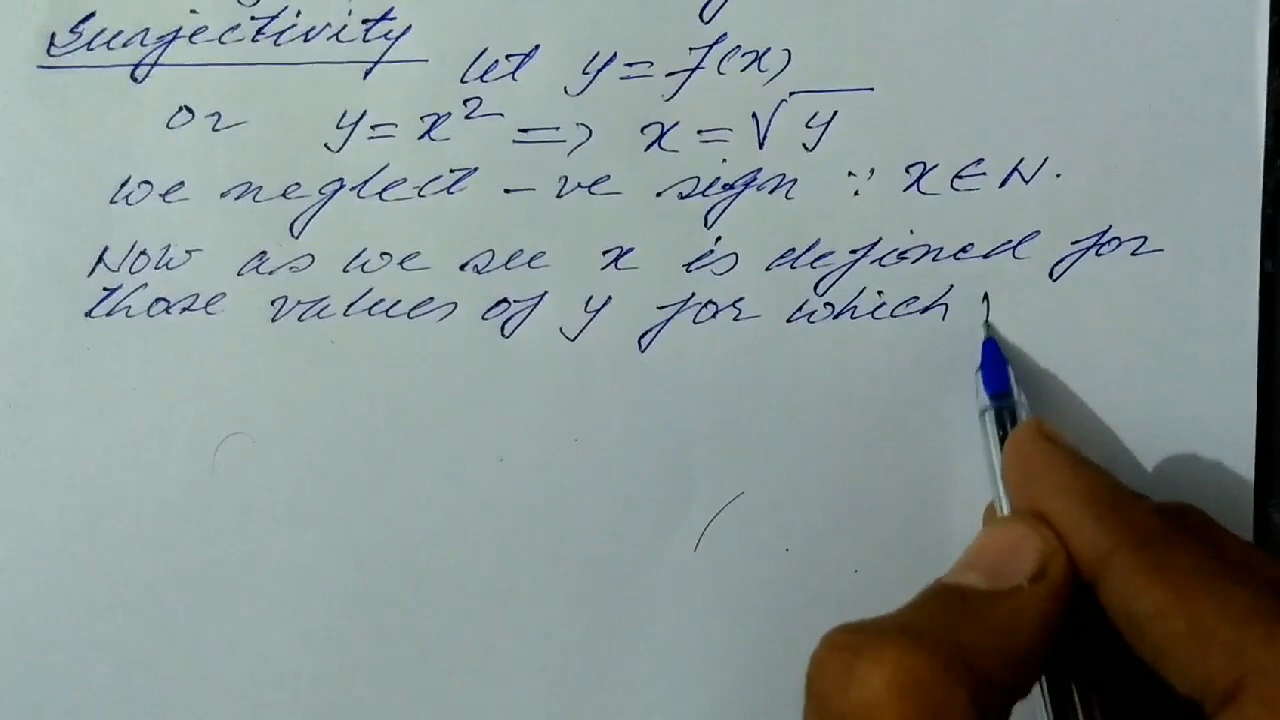 Surjectivity let y = f(x)
or y = x² => x = √y
we neglect -ve sign ∵ x ∈ N.
Now as we see x is defined for
those values of y for which